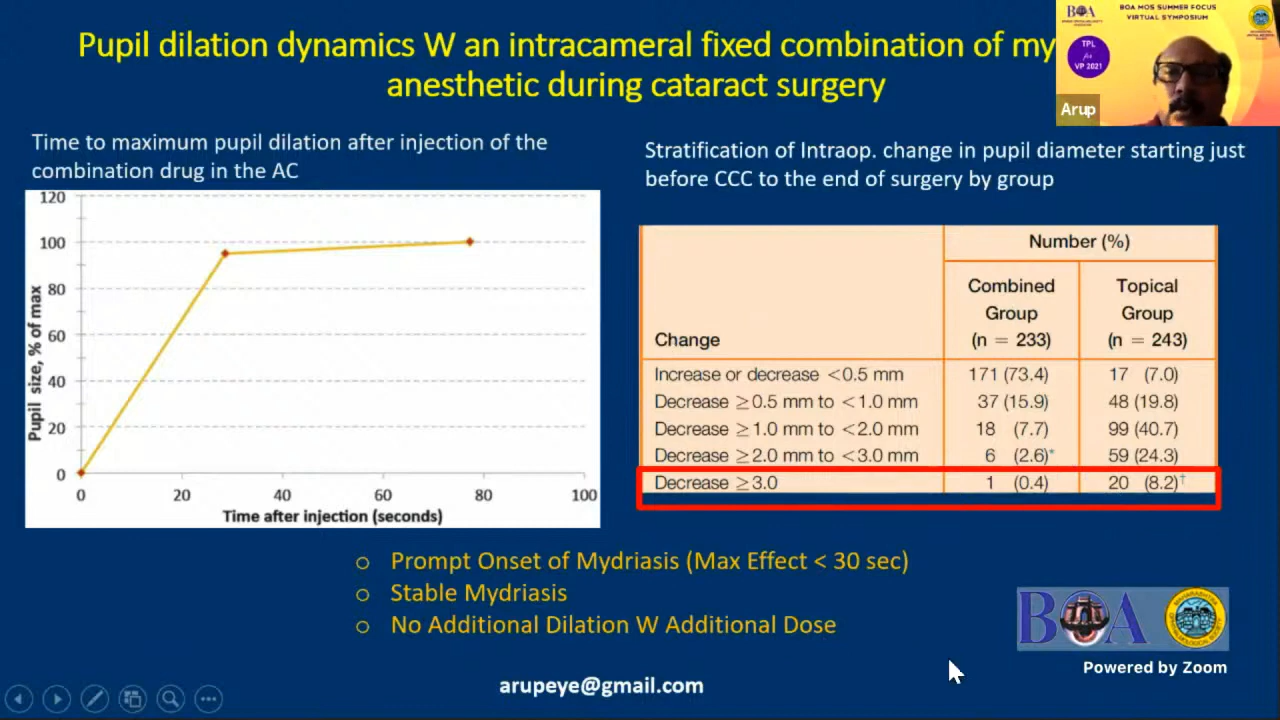 Pupil dilation dynamics W an intracameral fixed combination of my
anesthetic during cataract surgery
BOA
BOA MOS SUMMER FOCUS
VIRTUAL SYMPOSIUM
TPL
for
VP 2021
Arup
Time to maximum pupil dilation after injection of the
combination drug in the AC
120
100
80
60
40
20
0
Pupil size, % of max
0 20 40 60 80 100
Time after injection (seconds)
Stratification of Intraop. change in pupil diameter starting just
before CCC to the end of surgery by group
Number (%)
Combined Topical
Group Group
Change (n = 233) (n = 243)
Increase or decrease <0.5 mm 171 (73.4) 17 (7.0)
Decrease ≥0.5 mm to <1.0 mm 37 (15.9) 48 (19.8)
Decrease ≥1.0 mm to <2.0 mm 18 (7.7) 99 (40.7)
Decrease ≥2.0 mm to <3.0 mm 6 (2.6)* 59 (24.3)
Decrease ≥3.0 1 (0.4) 20 (8.2)†
o Prompt Onset of Mydriasis (Max Effect < 30 sec)
o Stable Mydriasis
o No Additional Dilation W Additional Dose
BOA
Powered by Zoom
arupeye@gmail.com